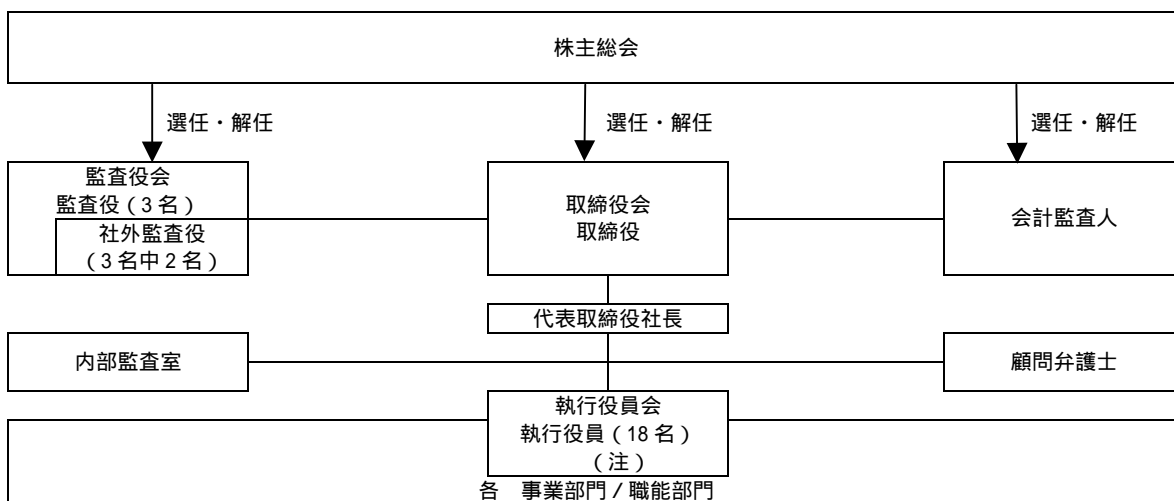 株主総会
選任・解任
選任・解任
選任・解任
監査役会
監査役(3名)
社外監査役
(3名中2名)
取締役会
取締役
会計監査人
代表取締役社長
内部監査室
顧問弁護士
執行役員会
執行役員(18名)
(注)
各 事業部門/職能部門